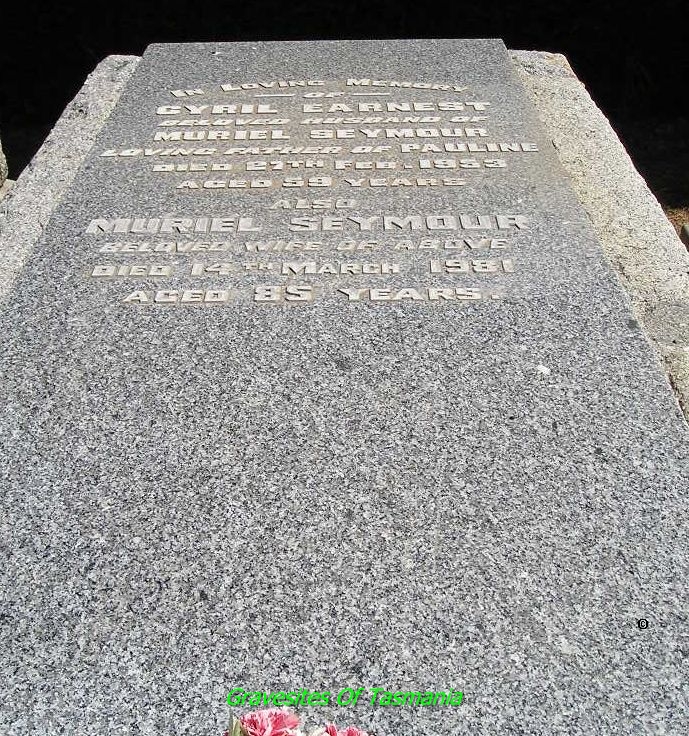 IN LOVING MEMORY
OF
CYRIL EARNEST
BELOVED HUSBAND OF
MURIEL SEYMOUR
LOVING FATHER OF PAULINE
DIED 27TH FEB. 1953
AGED 59 YEARS
ALSO
MURIEL SEYMOUR
BELOVED WIFE OF ABOVE
DIED 14TH MARCH 1981
AGED 85 YEARS.
©
Gravesites Of Tasmania